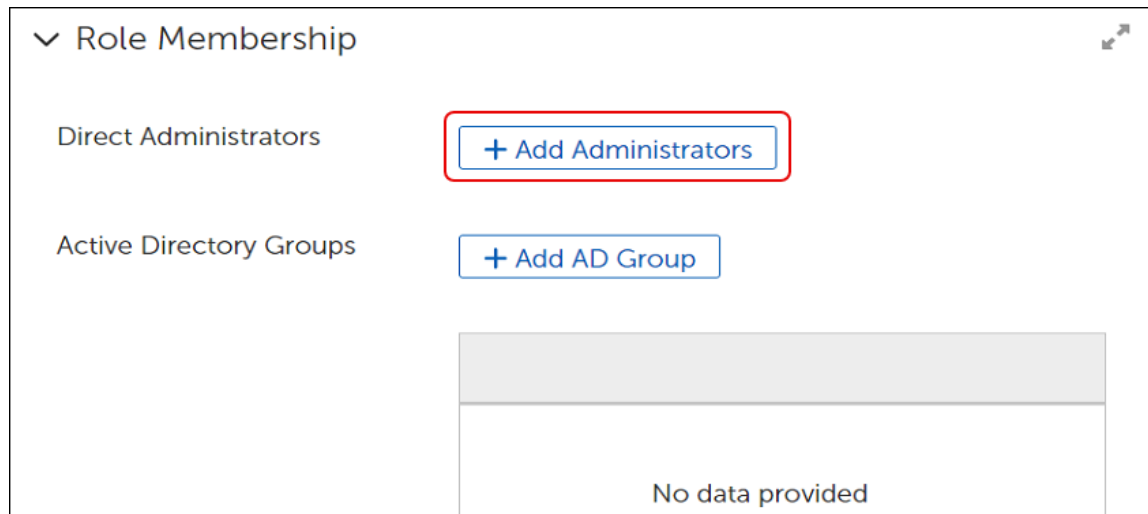 Role Membership
Direct Administrators
+ Add Administrators
Active Directory Groups
+ Add AD Group
No data provided